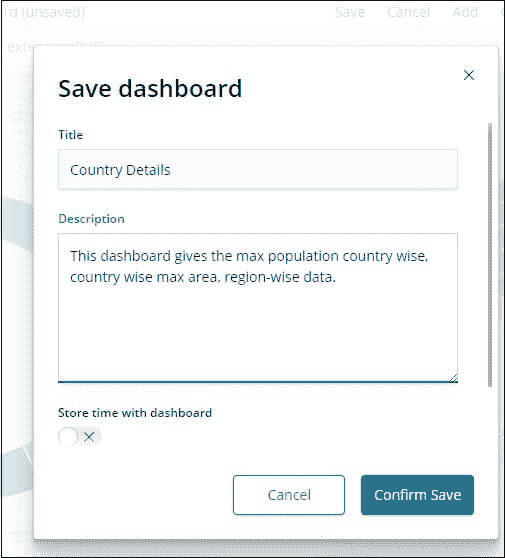 (unsaved) Save Cancel Add
Save dashboard
Title
Country Details
Description
This dashboard gives the max population country wise,
country wise max area, region-wise data.
Store time with dashboard
Cancel Confirm Save